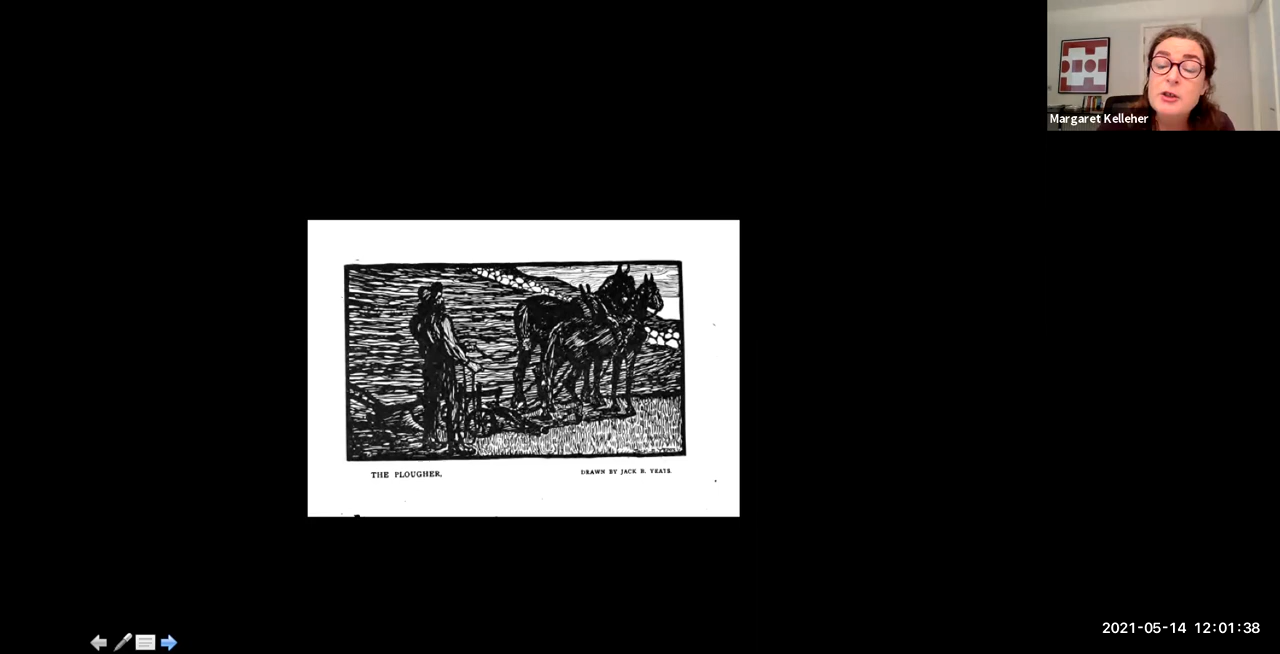 Margaret Kelleher
THE PLOUGHER.
DRAWN BY JACK B. YEATS.
2021-05-14 12:01:38